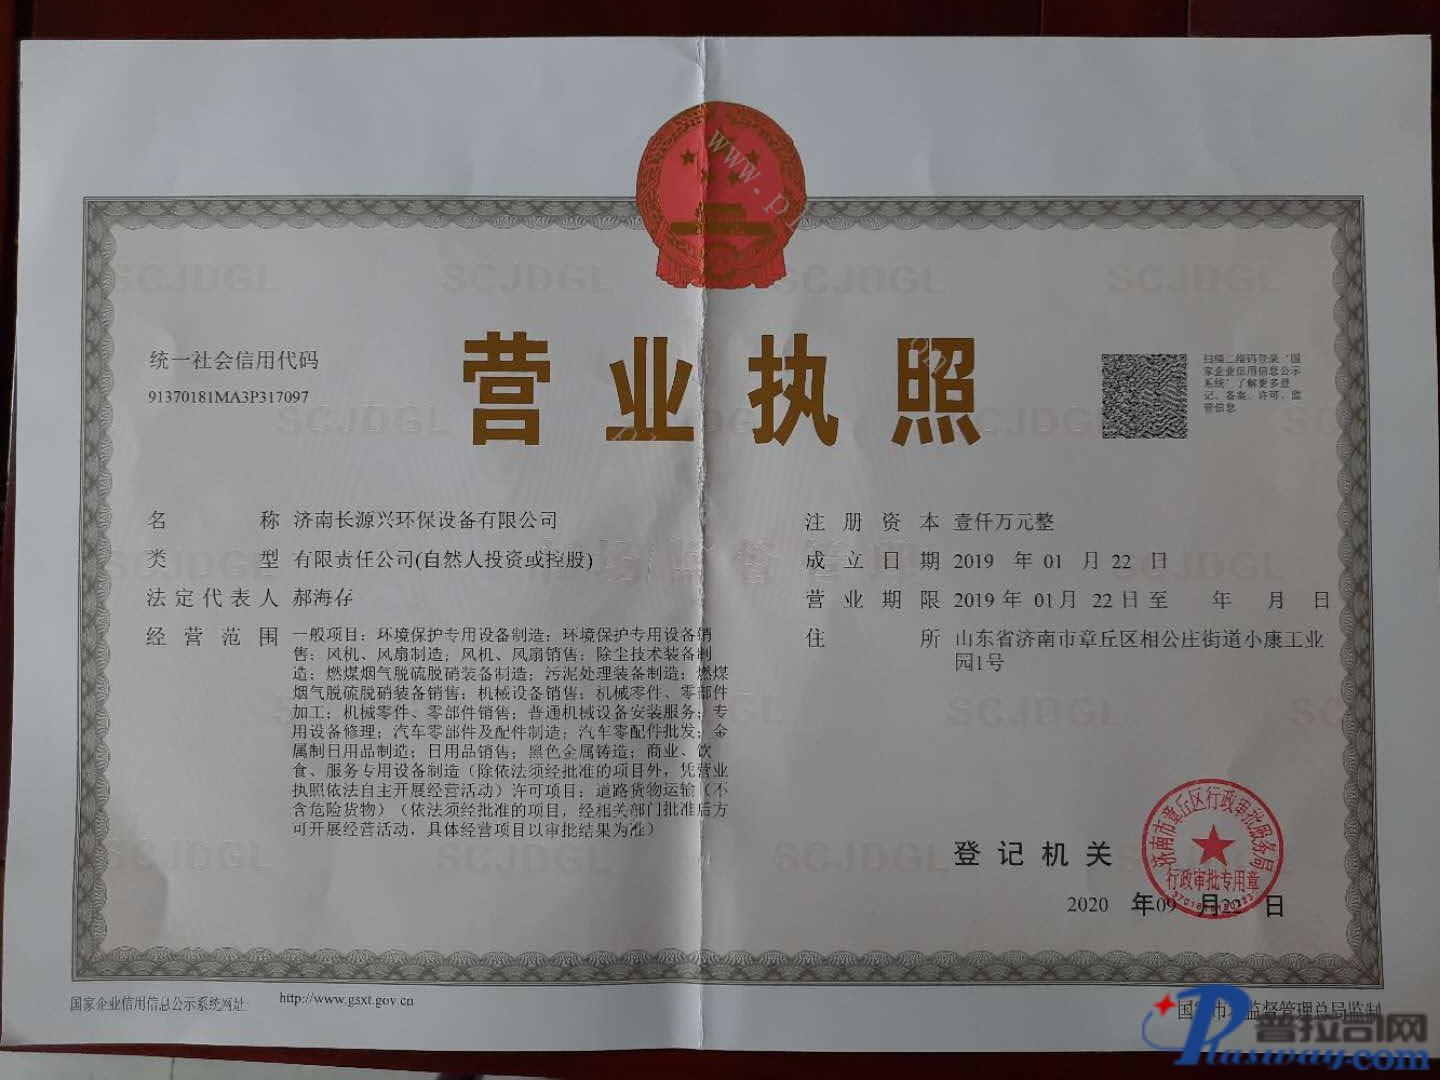 www.pl
营业执照
统一社会信用代码
91370181MA3P317097
扫描二维码登录‘国
家企业信用信息公示
系统’了解更多登
记、备案、许可、监
管信息
名称 济南长源兴环保设备有限公司
类型 有限责任公司(自然人投资或控股)
法定代表人 郝海存
经营范围 一般项目：环境保护专用设备制造；环境保护专用设备销
售；风机、风扇制造；风机、风扇销售；除尘技术装备制
造；燃煤烟气脱硫脱硝装备制造；污泥处理装备制造；燃煤
烟气脱硫脱硝装备销售；机械设备销售；机械零件、零部件
加工；机械零件、零部件销售；普通机械设备安装服务；专
用设备修理；汽车零部件及配件制造；汽车零配件批发；金
属制日用品制造；日用品销售；黑色金属铸造；商业、饮
食、服务专用设备制造（除依法须经批准的项目外，凭营业
执照依法自主开展经营活动）许可项目：道路货物运输（不
含危险货物）（依法须经批准的项目，经相关部门批准后方
可开展经营活动，具体经营项目以审批结果为准）
注册资本 壹仟万元整
成立日期 2019 年 01 月 22 日
营业期限 2019 年 01月 22 日至 年 月 日
住所 山东省济南市章丘区相公庄街道小康工业
园1号
登记机关
济南市章丘区行政审批服务局
行政审批专用章
2020 年09 月22 日
国家企业信用信息公示系统网址
http://www.gsxt.gov.cn
国家市场监督管理总局监制
普拉司网
Plasway.com
SCJDGL